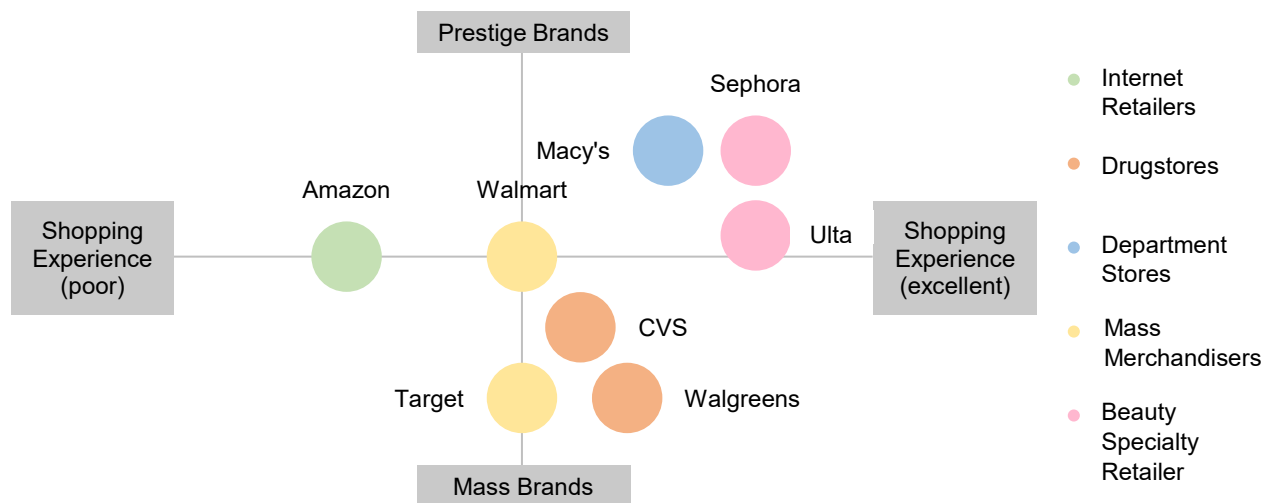 Prestige Brands
Sephora
Macy's
Amazon
Walmart
Shopping
Experience
(poor)
Ulta
Shopping
Experience
(excellent)
CVS
Target
Walgreens
Mass Brands
Internet
Retailers
Drugstores
Department
Stores
Mass
Merchandisers
Beauty
Specialty
Retailer